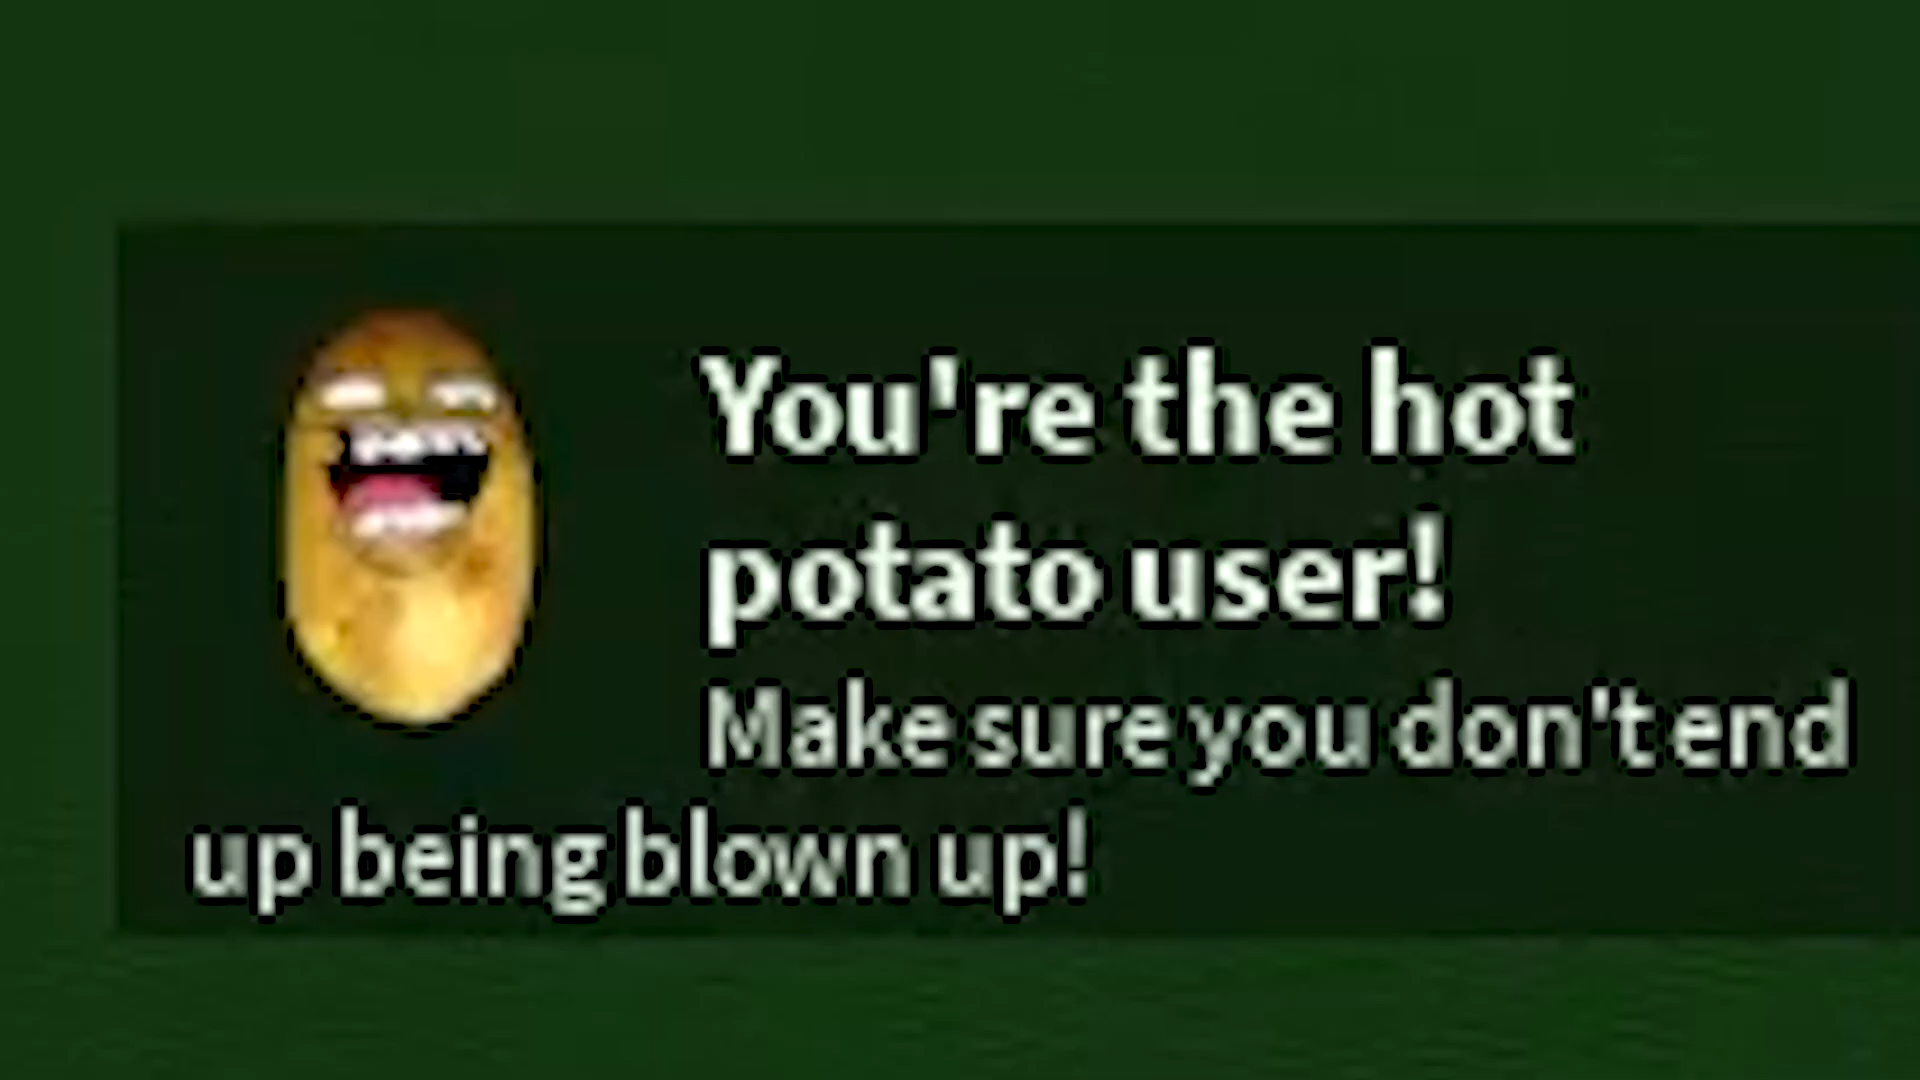 You're the hot
potato user!
Make sure you don't end
up being blown up!